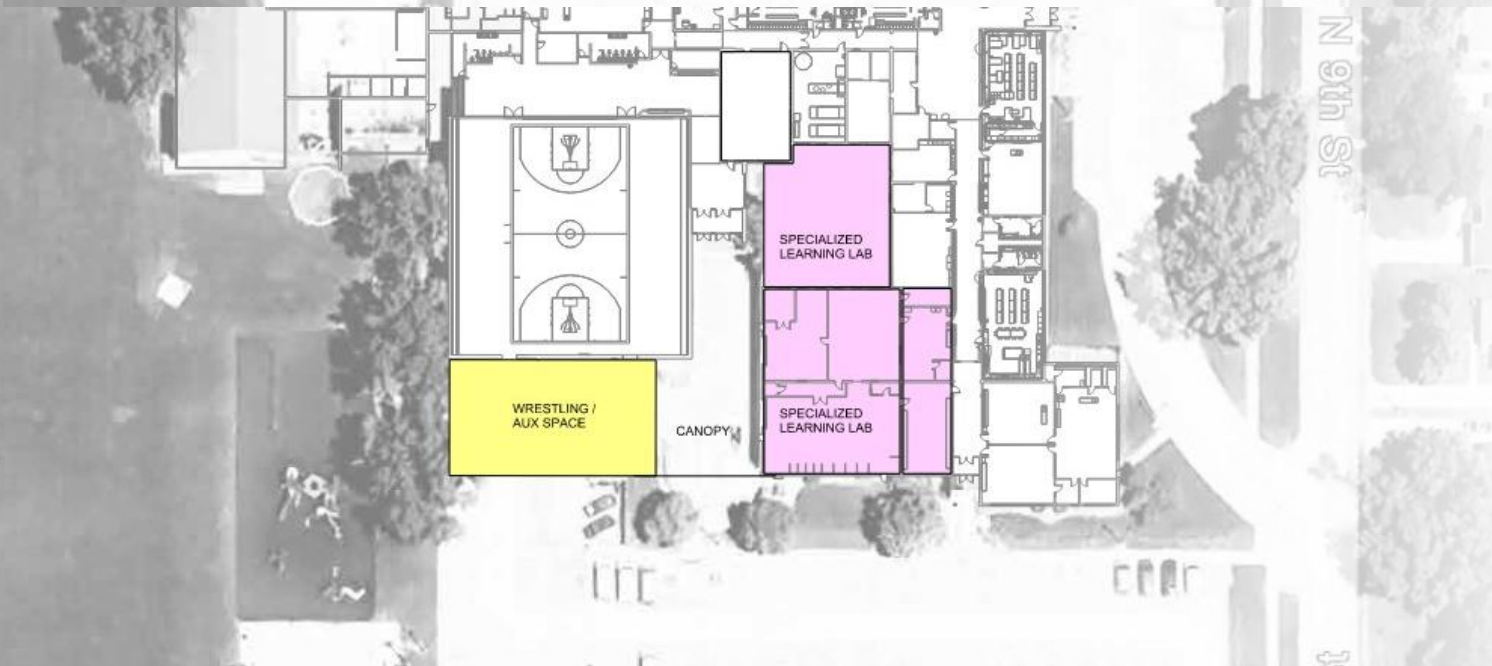 N 9th St
SPECIALIZED
LEARNING LAB
WRESTLING /
AUX SPACE
CANOPY
SPECIALIZED
LEARNING LAB